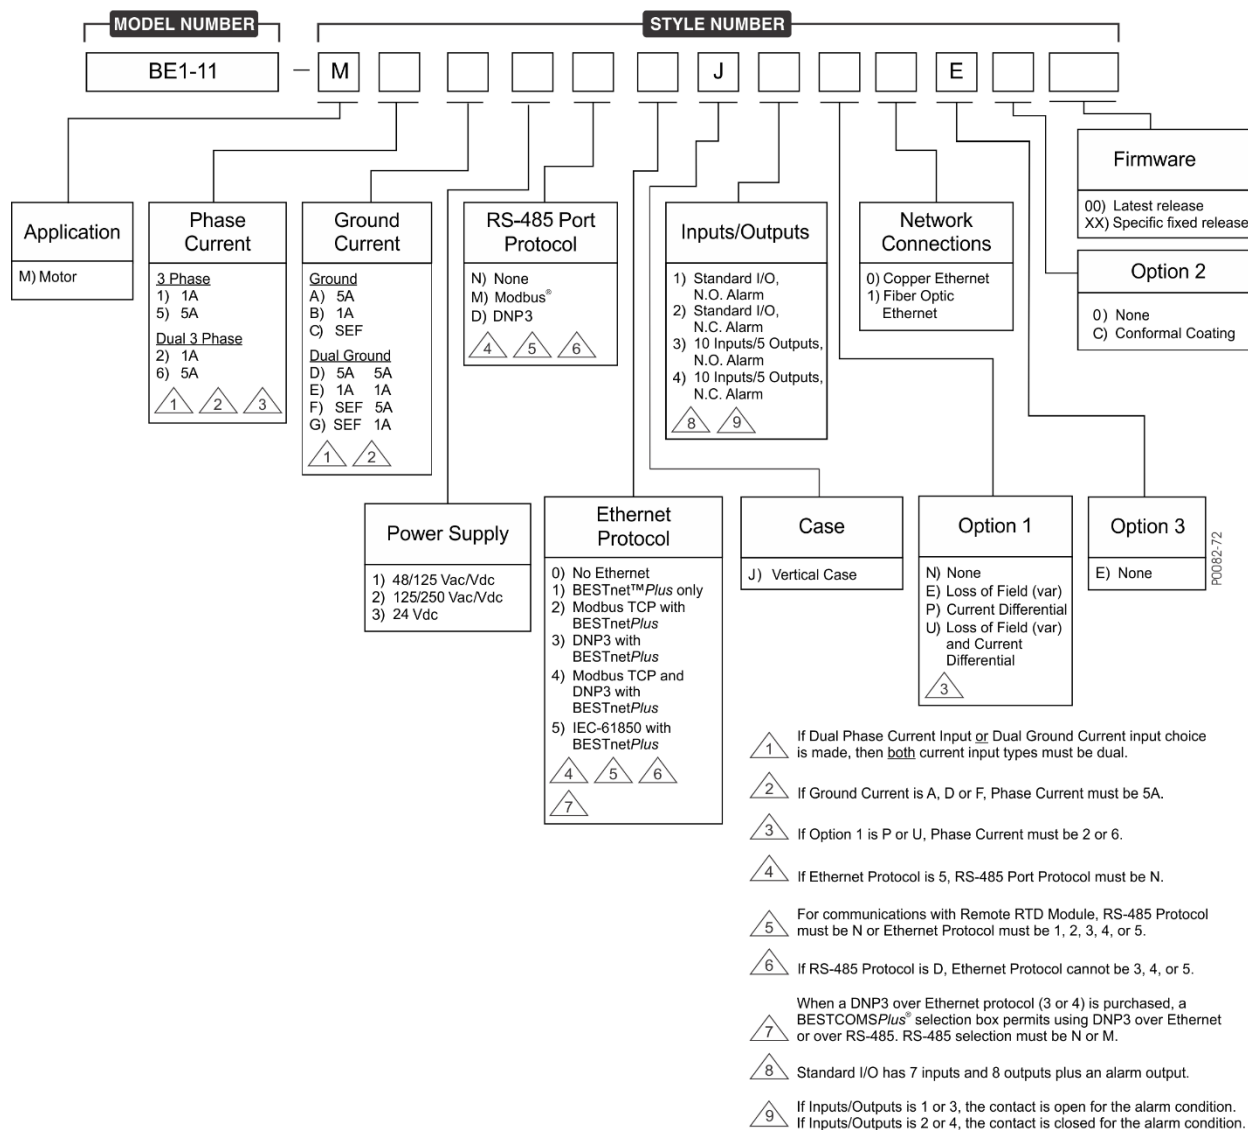 MODEL NUMBER
STYLE NUMBER
BE1-11 – M J E
Application
M) Motor
Phase
Current
3 Phase
1) 1A
5) 5A
Dual 3 Phase
2) 1A
6) 5A
1 2 3
Ground
Current
Ground
A) 5A
B) 1A
C) SEF
Dual Ground
D) 5A 5A
E) 1A 1A
F) SEF 5A
G) SEF 1A
1 2
RS-485 Port
Protocol
N) None
M) Modbus®
D) DNP3
4 5 6
Inputs/Outputs
1) Standard I/O,
N.O. Alarm
2) Standard I/O,
N.C. Alarm
3) 10 Inputs/5 Outputs,
N.O. Alarm
4) 10 Inputs/5 Outputs,
N.C. Alarm
8 9
Network
Connections
0) Copper Ethernet
1) Fiber Optic
Ethernet
Firmware
00) Latest release
XX) Specific fixed release
Option 2
0) None
C) Conformal Coating
Power Supply
1) 48/125 Vac/Vdc
2) 125/250 Vac/Vdc
3) 24 Vdc
Ethernet
Protocol
0) No Ethernet
1) BESTnet™Plus only
2) Modbus TCP with
BESTnetPlus
3) DNP3 with
BESTnetPlus
4) Modbus TCP and
DNP3 with
BESTnetPlus
5) IEC-61850 with
BESTnetPlus
4 5 6
7
Case
J) Vertical Case
Option 1
N) None
E) Loss of Field (var)
P) Current Differential
U) Loss of Field (var)
and Current
Differential
3
Option 3
E) None
P0082-72
1 If Dual Phase Current Input or Dual Ground Current input choice
is made, then both current input types must be dual.
2 If Ground Current is A, D or F, Phase Current must be 5A.
3 If Option 1 is P or U, Phase Current must be 2 or 6.
4 If Ethernet Protocol is 5, RS-485 Port Protocol must be N.
5 For communications with Remote RTD Module, RS-485 Protocol
must be N or Ethernet Protocol must be 1, 2, 3, 4, or 5.
6 If RS-485 Protocol is D, Ethernet Protocol cannot be 3, 4, or 5.
7 When a DNP3 over Ethernet protocol (3 or 4) is purchased, a
BESTCOMSPlus® selection box permits using DNP3 over Ethernet
or over RS-485. RS-485 selection must be N or M.
8 Standard I/O has 7 inputs and 8 outputs plus an alarm output.
9 If Inputs/Outputs is 1 or 3, the contact is open for the alarm condition.
If Inputs/Outputs is 2 or 4, the contact is closed for the alarm condition.